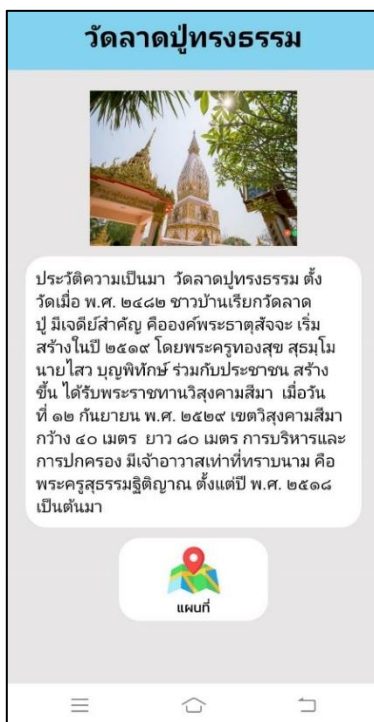 วัดลาดปู่ทรงธรรม
ประวัติความเป็นมา วัดลาดปู่ทรงธรรม ตั้ง
วัดเมื่อ พ.ศ. ๒๔๘๒ ชาวบ้านเรียกวัดลาด
ปู่ มีเจดีย์สำคัญ คือองค์พระธาตุสัจจะ เริ่ม
สร้างในปี ๒๕๑๙ โดยพระครูทองสุข สุธมฺโม
นายไสว บุญพิทักษ์ ร่วมกับประชาชน สร้าง
ขึ้น ได้รับพระราชทานวิสุงคามสีมา เมื่อวัน
ที่ ๑๒ กันยายน พ.ศ. ๒๕๒๙ เขตวิสุงคามสีมา
กว้าง ๔๐ เมตร ยาว ๘๐ เมตร การบริหารและ
การปกครอง มีเจ้าอาวาสเท่าที่ทราบนาม คือ
พระครูสุธรรมฐิติญาณ ตั้งแต่ปี พ.ศ. ๒๕๑๘
เป็นต้นมา
แผนที่